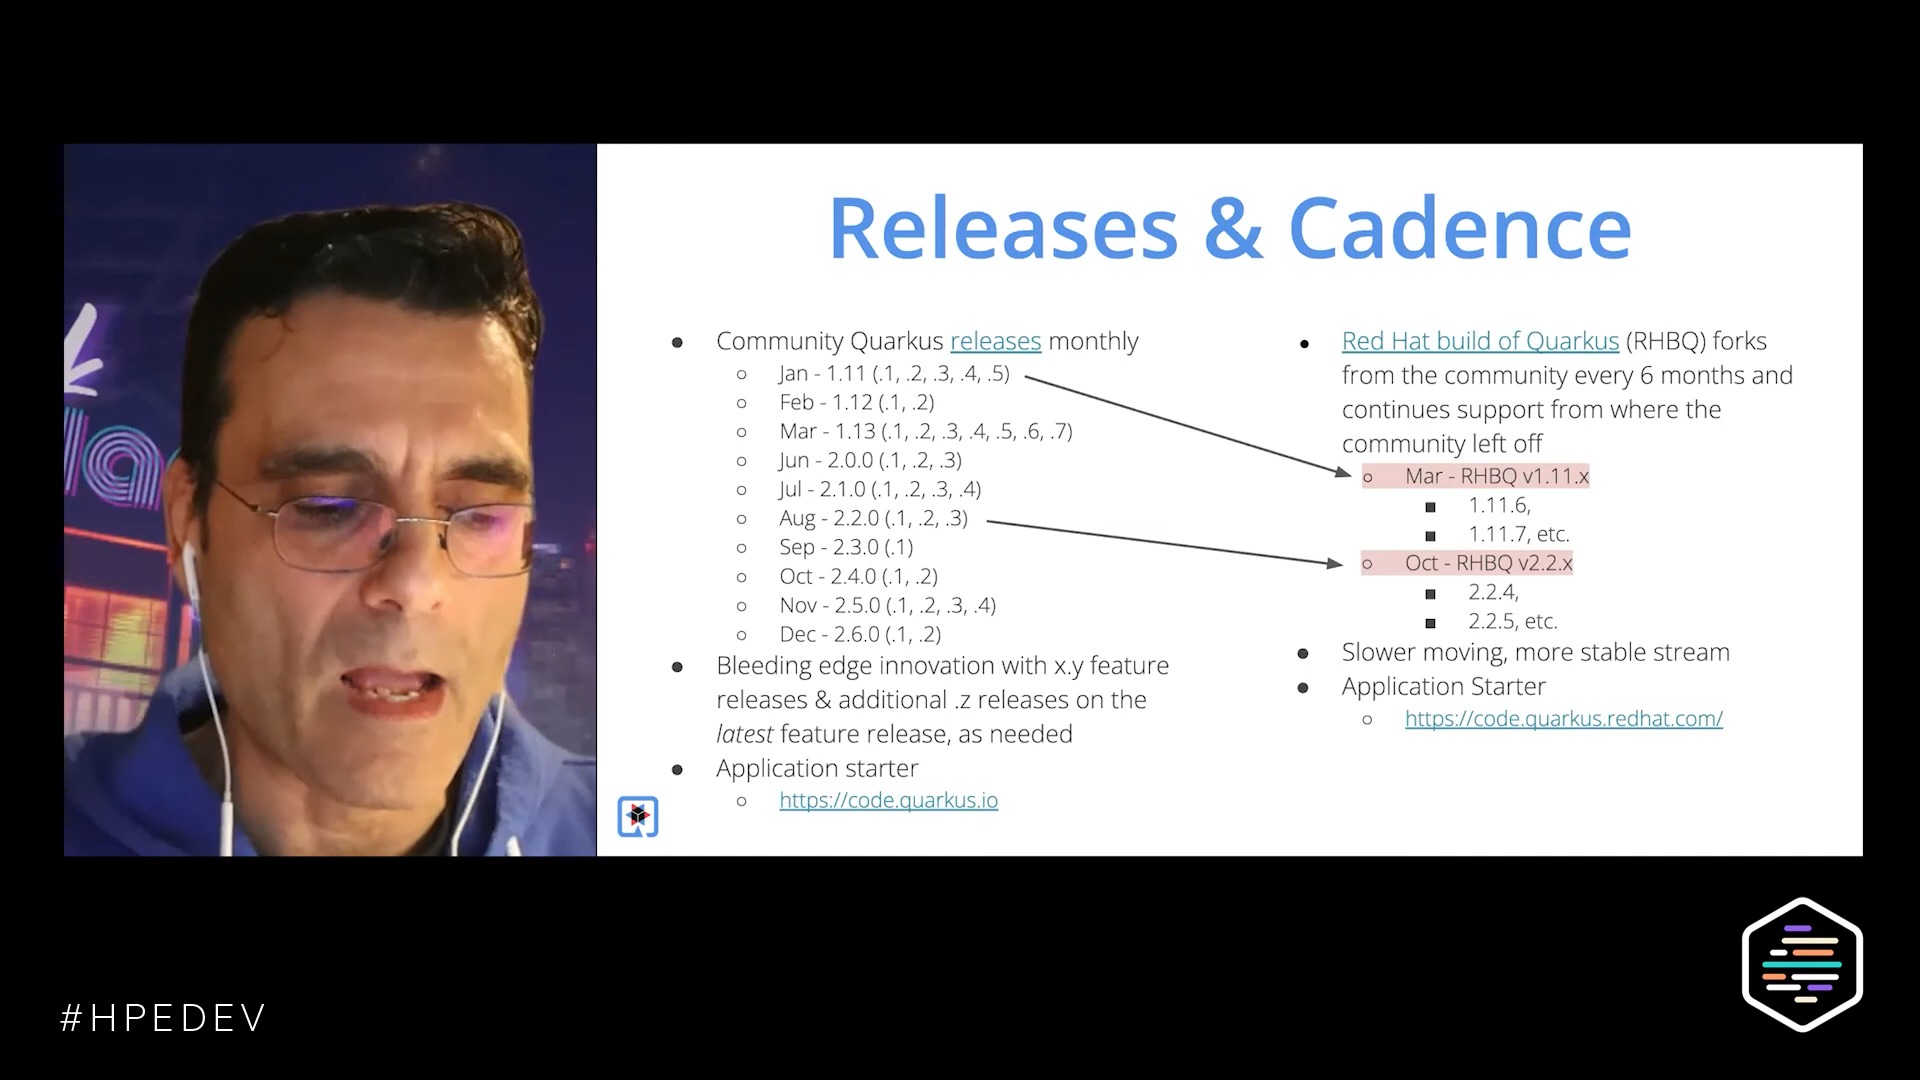 Releases & Cadence
Community Quarkus releases monthly
Jan - 1.11 (.1, .2, .3, .4, .5)
Feb - 1.12 (.1, .2)
Mar - 1.13 (.1, .2, .3, .4, .5, .6, .7)
Jun - 2.0.0 (.1, .2, .3)
Jul - 2.1.0 (.1, .2, .3, .4)
Aug - 2.2.0 (.1, .2, .3)
Sep - 2.3.0 (.1)
Oct - 2.4.0 (.1, .2)
Nov - 2.5.0 (.1, .2, .3, .4)
Dec - 2.6.0 (.1, .2)
Bleeding edge innovation with x.y feature
releases & additional .z releases on the
latest feature release, as needed
Application starter
https://code.quarkus.io
Red Hat build of Quarkus (RHBQ) forks
from the community every 6 months and
continues support from where the
community left off
Mar - RHBQ v1.11.x
1.11.6,
1.11.7, etc.
Oct - RHBQ v2.2.x
2.2.4,
2.2.5, etc.
Slower moving, more stable stream
Application Starter
https://code.quarkus.redhat.com/
#HPEDEV